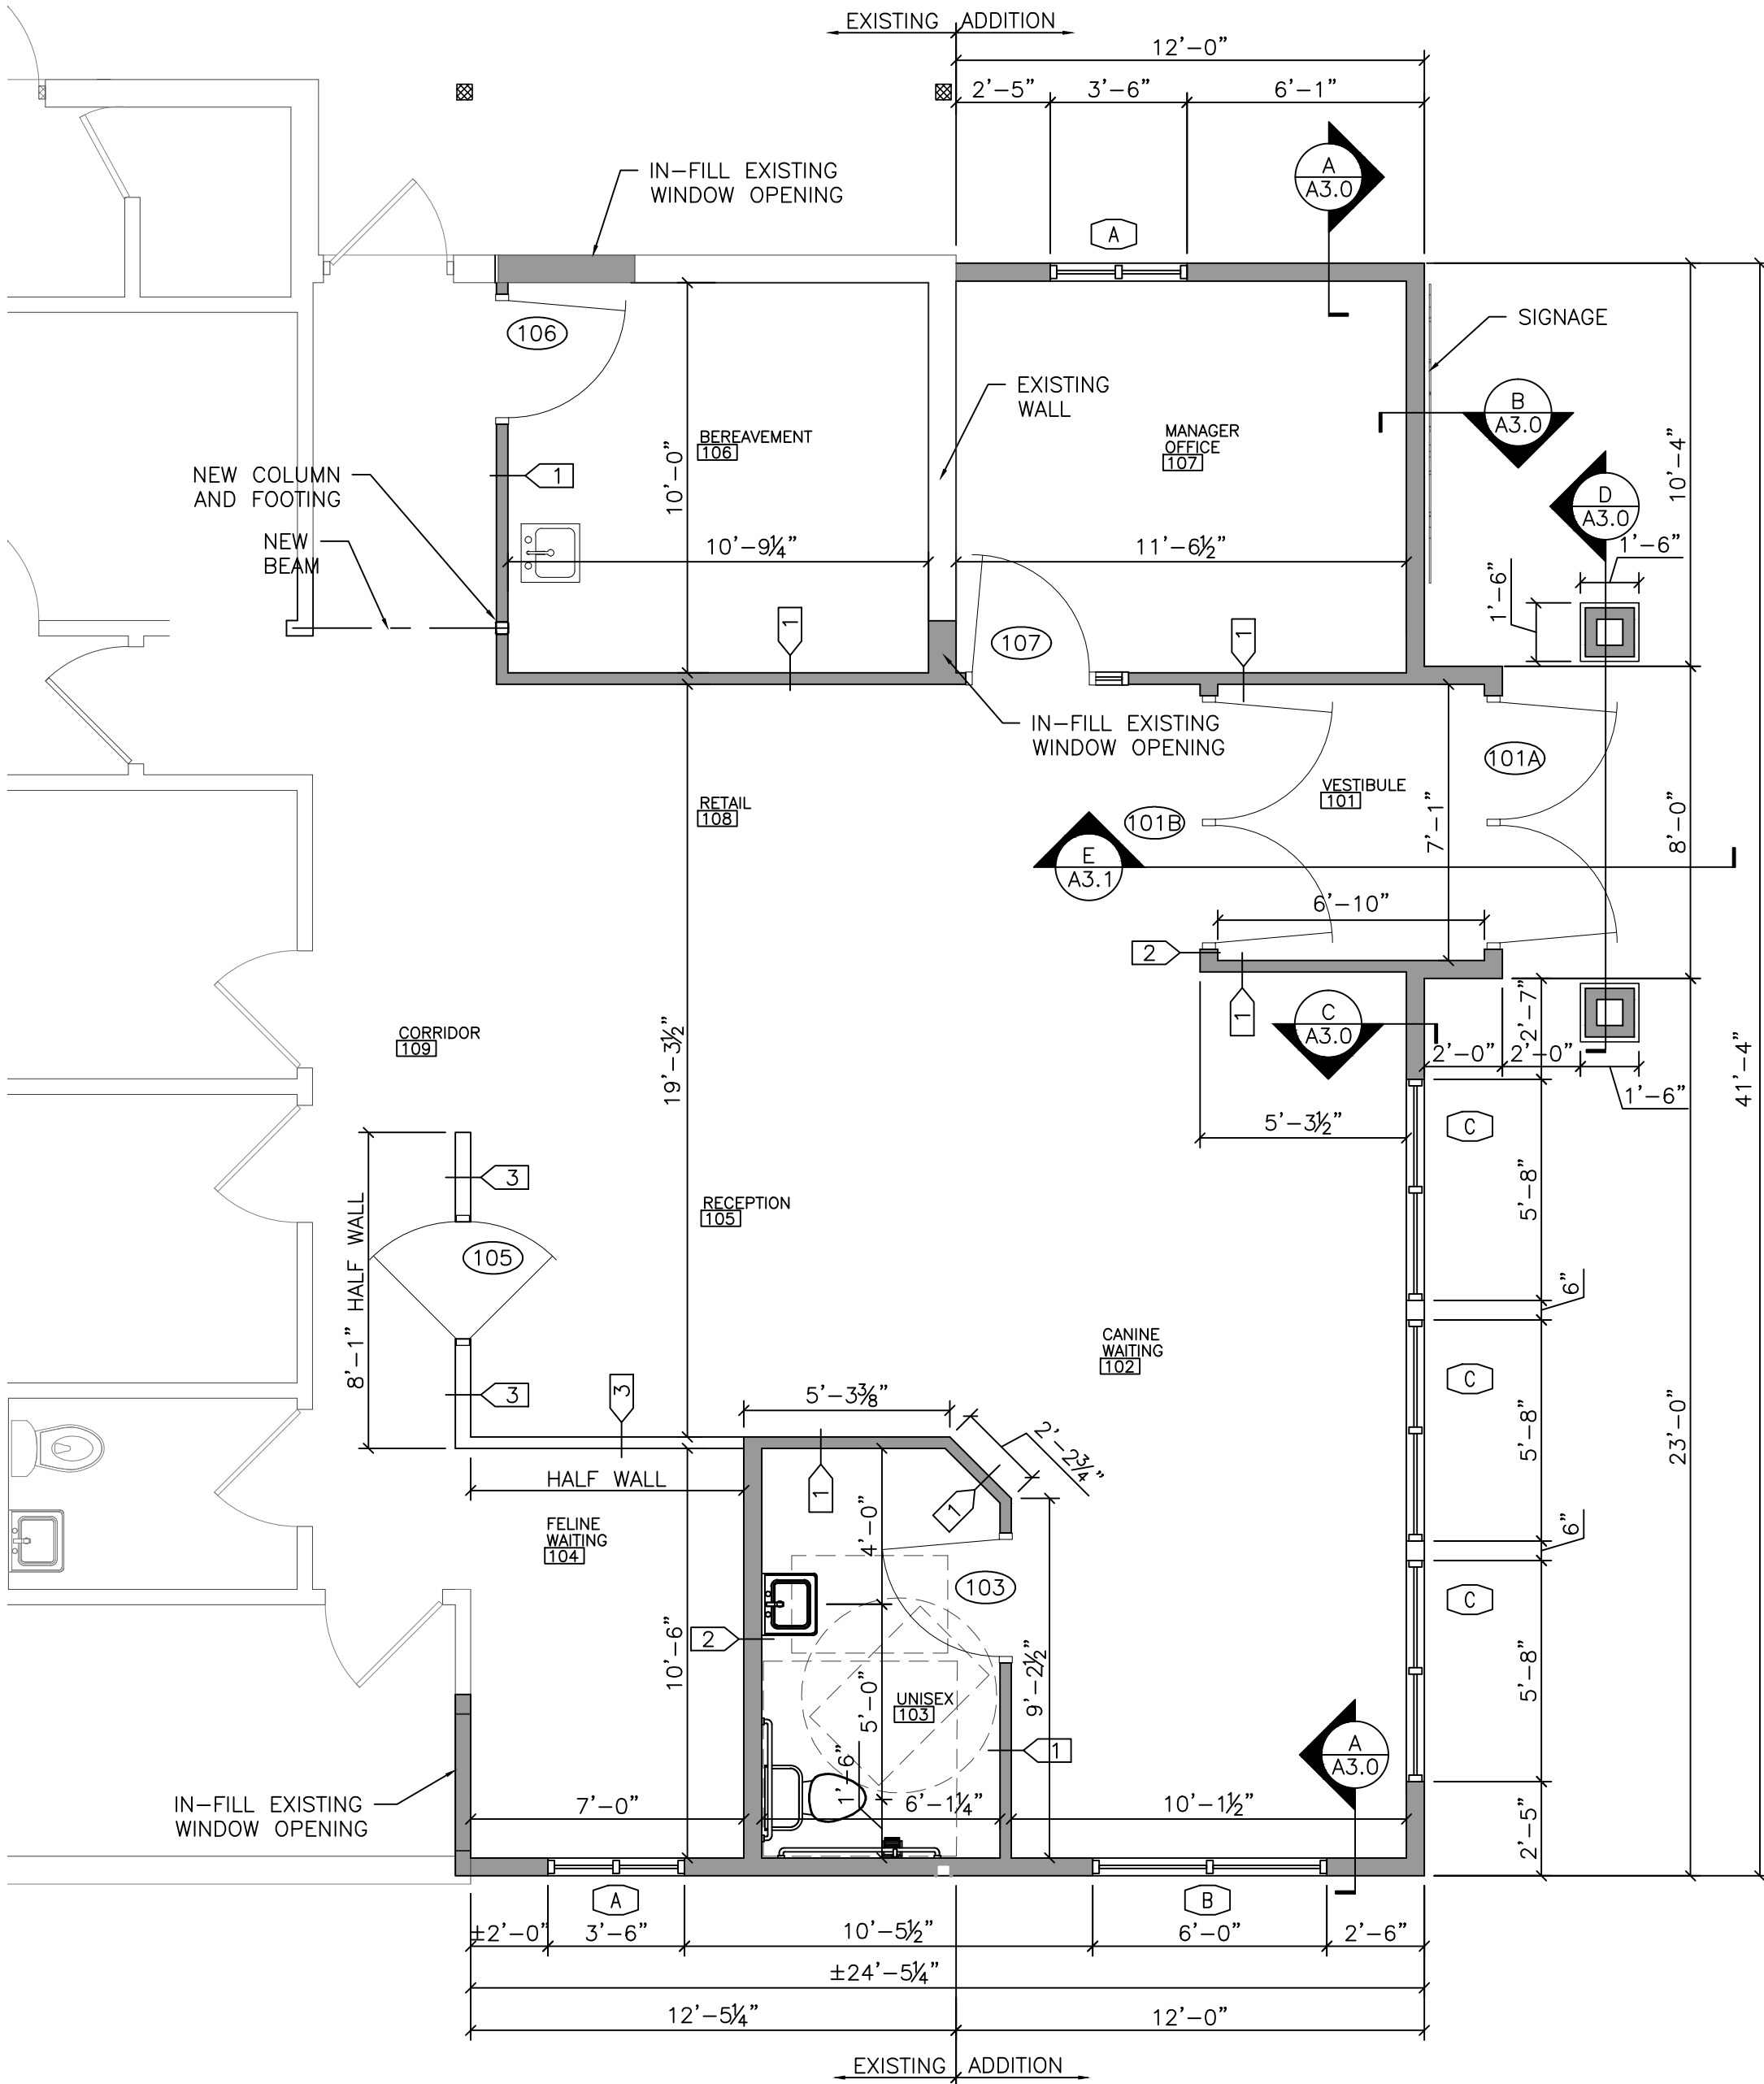 EXISTING ADDITION
12'-0"
2'-5" 3'-6" 6'-1"
A
A3.0
IN-FILL EXISTING
WINDOW OPENING
A
SIGNAGE
106
EXISTING
WALL
B
A3.0
BEREAVEMENT
106
MANAGER
OFFICE
107
10'-0"
10'-4"
NEW COLUMN
AND FOOTING
1
D
A3.0
NEW
BEAM
10'-9¼"
11'-6½"
1'-6"
1'-6"
1
107
1
IN-FILL EXISTING
WINDOW OPENING
101A
RETAIL
108
VESTIBULE
101
101B
7'-1"
8'-0"
E
A3.1
6'-10"
2
1
C
A3.0
2'-7"
CORRIDOR
109
19'-3½"
2'-0" 2'-0"
1'-6"
41'-4"
5'-3½"
C
3
5'-8"
8'-1" HALF WALL
RECEPTION
105
105
6"
CANINE
WAITING
102
C
3
3
5'-3⅜"
5'-8"
23'-0"
2'-2¾"
HALF WALL
1
1
4'-0"
FELINE
WAITING
104
6"
103
C
2
10'-6"
9'-2½"
5'-8"
5'-0"
UNISEX
103
1
A
A3.0
1'-6"
IN-FILL EXISTING
WINDOW OPENING
7'-0"
6'-1¼"
10'-1½"
2'-5"
A
B
±2'-0" 3'-6" 10'-5½" 6'-0" 2'-6"
±24'-5¼"
12'-5¼" 12'-0"
EXISTING ADDITION